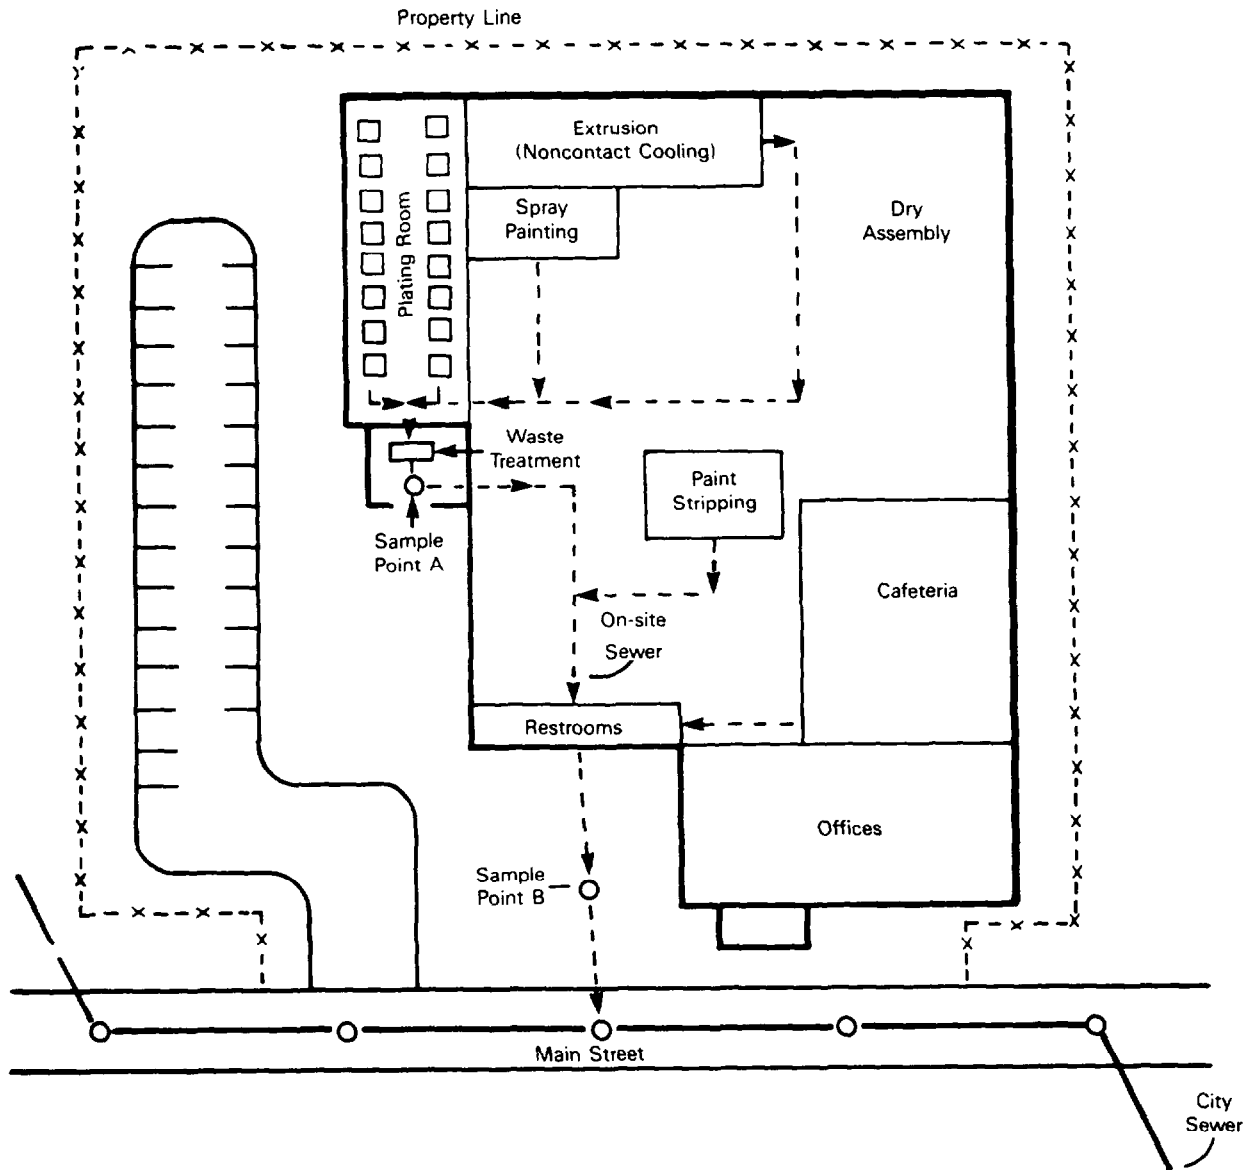 Property Line
Extrusion
(Noncontact Cooling)
Spray
Painting
Dry
Assembly
Plating Room
Waste
Treatment
Paint
Stripping
Sample
Point A
Cafeteria
On-site
Sewer
Restrooms
Offices
Sample
Point B
Main Street
City
Sewer